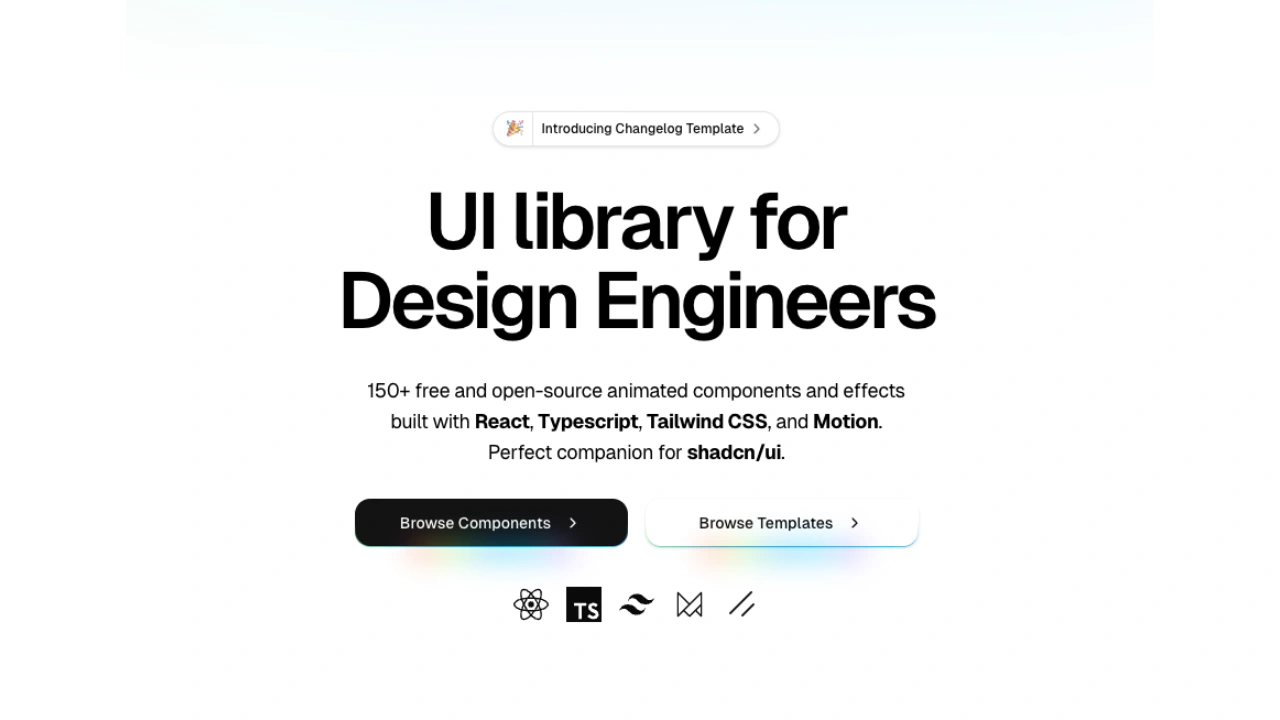 Introducing Changelog Template
UI library for
Design Engineers
150+ free and open-source animated components and effects
built with React, Typescript, Tailwind CSS, and Motion.
Perfect companion for shadcn/ui.
Browse Components
Browse Templates
TS